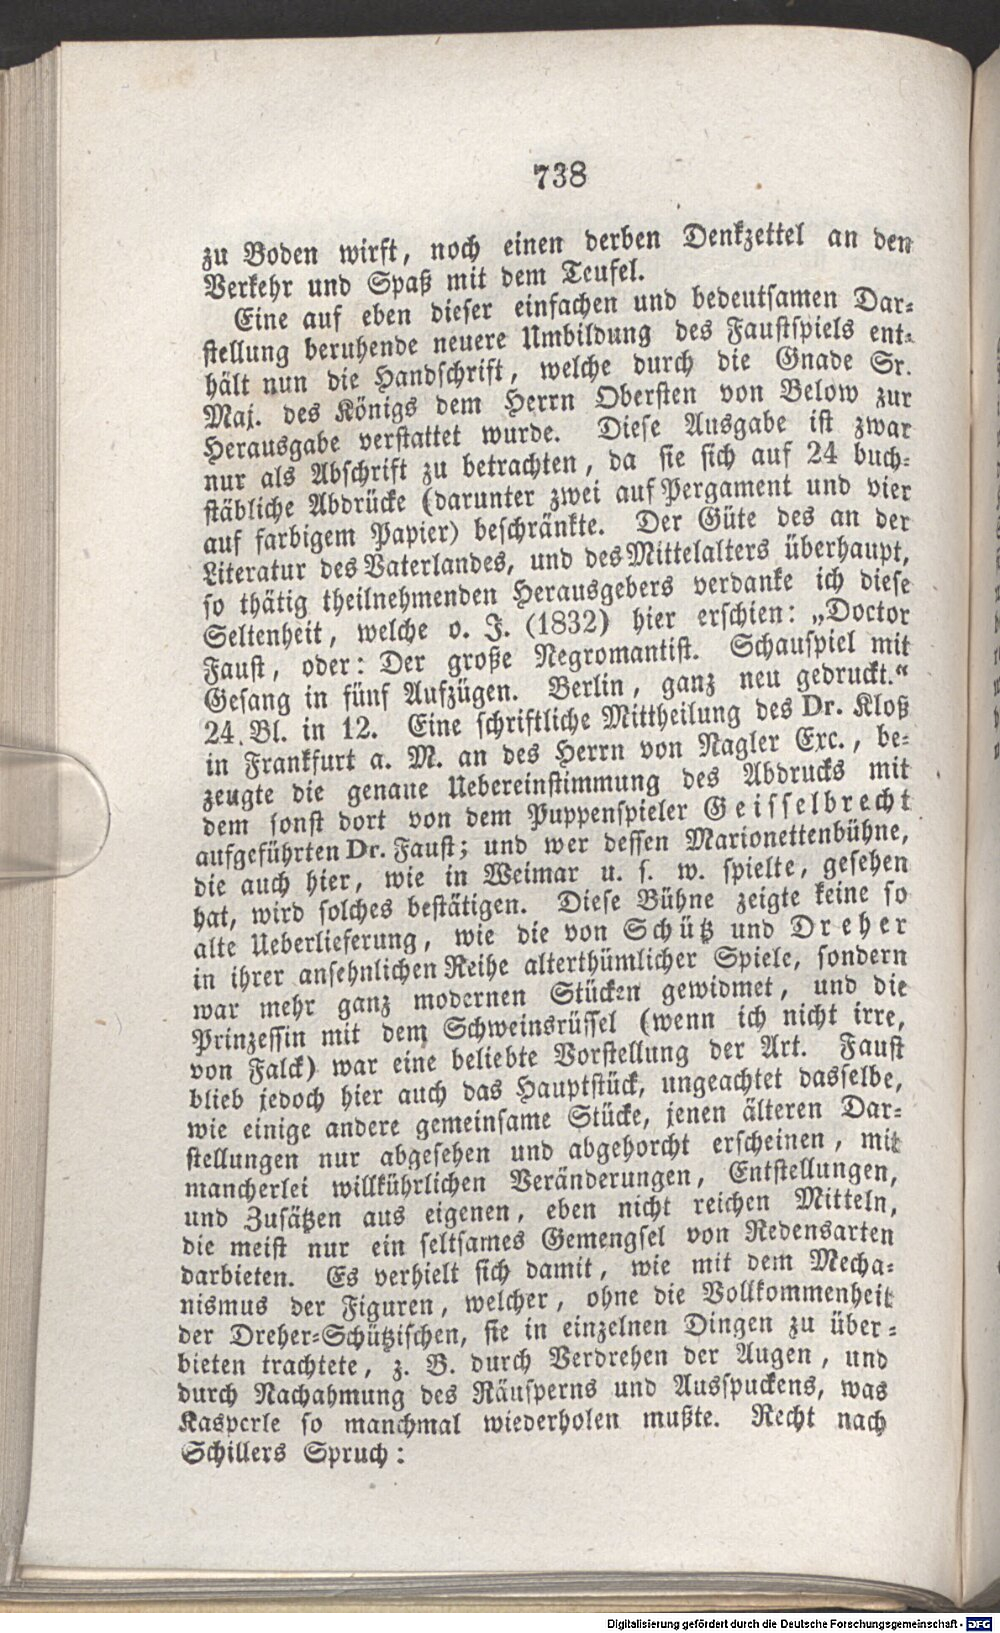 738
zu Boden wirft, noch einen derben Denkzettel an den
Verkehr und Spaß mit dem Teufel.
Eine auf eben dieser einfachen und bedeutsamen Dar-
stellung beruhende neuere Umbildung des Faustspiels ent-
hält nun die Handschrift, welche durch die Gnade Sr.
Maj. des Königs dem Herrn Obersten von Below zur
Herausgabe verstattet wurde. Diese Ausgabe ist zwar
nur als Abschrift zu betrachten, da sie sich auf 24 buch-
stäbliche Abdrücke (darunter zwei auf Pergament und vier
auf farbigem Papier) beschränkte. Der Güte des an der
Literatur des Vaterlandes, und des Mittelalters überhaupt,
so thätig theilnehmenden Herausgebers verdanke ich diese
Seltenheit, welche o. J. (1832) hier erschien: „Doctor
Faust, oder: Der große Negromantist. Schauspiel mit
Gesang in fünf Aufzügen. Berlin, ganz neu gedruckt.“
24 Bl. in 12. Eine schriftliche Mittheilung des Dr. Kloß
in Frankfurt a. M. an des Herrn von Nagler Exc., be-
zeugte die genaue Uebereinstimmung des Abdrucks mit
dem sonst dort von dem Puppenspieler Geisselbrecht
aufgeführten Dr. Faust; und wer dessen Marionettenbühne,
die auch hier, wie in Weimar u. s. w. spielte, gesehen
hat, wird solches bestätigen. Diese Bühne zeigte keine so
alte Ueberlieferung, wie die von Schütz und Dreher
in ihrer ansehnlichen Reihe alterthümlicher Spiele, sondern
war mehr ganz modernen Stücken gewidmet, und die
Prinzessin mit dem Schweinsrüssel (wenn ich nicht irre,
von Falck) war eine beliebte Vorstellung der Art. Faust
blieb jedoch hier auch das Hauptstück, ungeachtet dasselbe,
wie einige andere gemeinsame Stücke, jenen älteren Dar-
stellungen nur abgesehen und abgehorcht erscheinen, mit
mancherlei willkührlichen Veränderungen, Entstellungen,
und Zusätzen aus eigenen, eben nicht reichen Mitteln,
die meist nur ein seltsames Gemengsel von Redensarten
darbieten. Es verhielt sich damit, wie mit dem Mecha-
nismus der Figuren, welcher, ohne die Vollkommenheit
der Dreher-Schützischen, sie in einzelnen Dingen zu über-
bieten trachtete, z. B. durch Verdrehen der Augen, und
durch Nachahmung des Räusperns und Ausspuckens, was
Kasperle so manchmal wiederholen mußte. Recht nach
Schillers Spruch:
Digitalisierung gefördert durch die Deutsche Forschungsgemeinschaft - DFG